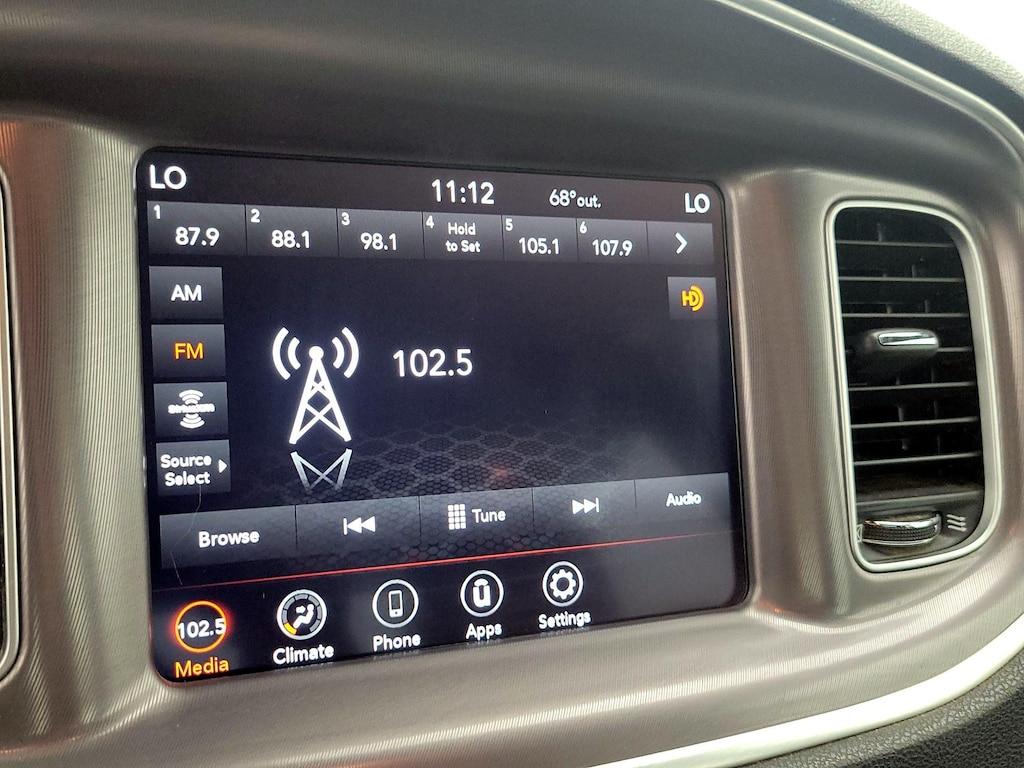 LO 11:12 68°out. LO
1 2 3 4 Hold 5 6
87.9 88.1 98.1 to Set 105.1 107.9
AM
HD
FM
102.5
SiriusXM
Source
Select
Browse Tune Audio
102.5
Media Climate Phone Apps Settings